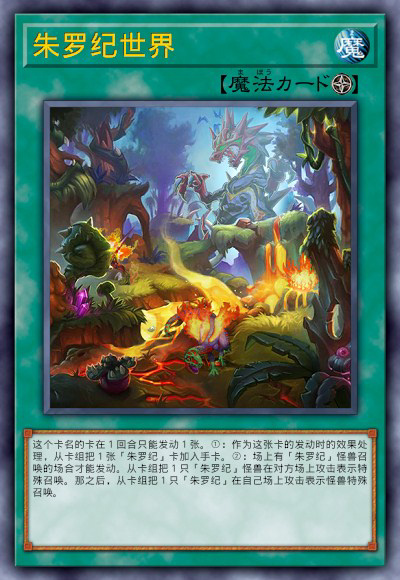 朱罗纪世界
魔
【魔法カード】
まほう
这个卡名的卡在1回合只能发动1张。①：作为这张卡的发动时的效果处
理，从卡组把1张「朱罗纪」卡加入手卡。②：场上有「朱罗纪」怪兽召
唤的场合才能发动。从卡组把1只「朱罗纪」怪兽在对方场上攻击表示特
殊召唤。那之后，从卡组把1只「朱罗纪」怪兽在自己场上攻击表示特殊
召唤。